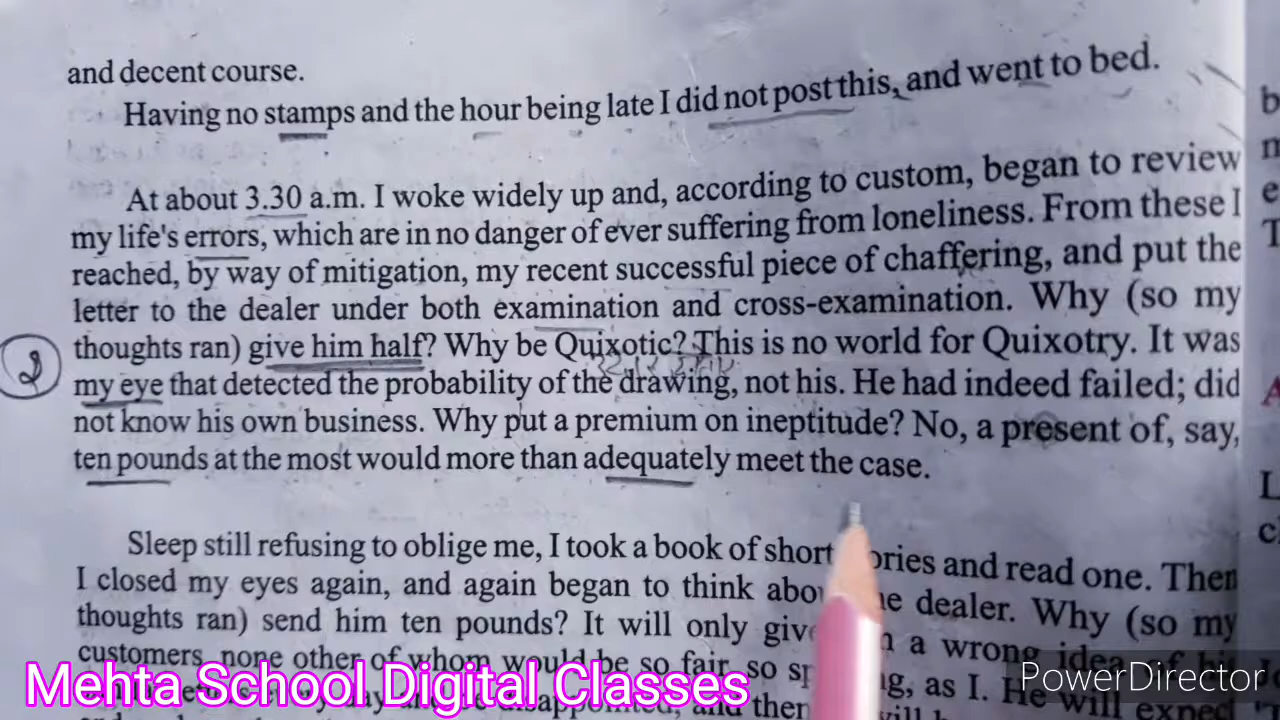 and decent course.
Having no stamps and the hour being late I did not post this, and went to bed.
At about 3.30 a.m. I woke widely up and, according to custom, began to review
my life's errors, which are in no danger of ever suffering from loneliness. From these I
reached, by way of mitigation, my recent successful piece of chaffering, and put the
letter to the dealer under both examination and cross-examination. Why (so my
thoughts ran) give him half? Why be Quixotic? This is no world for Quixotry. It was
my eye that detected the probability of the drawing, not his. He had indeed failed; did
not know his own business. Why put a premium on ineptitude? No, a present of, say,
ten pounds at the most would more than adequately meet the case.
Sleep still refusing to oblige me, I took a book of short and read one. Then
I closed my eyes again, and again began to think dealer. Why (so my
thoughts ran) send him ten pounds? It will only a wrong idea
customers, none other of whom would be so fair, so as I. He will
Mehta School Digital Classes
PowerDirector